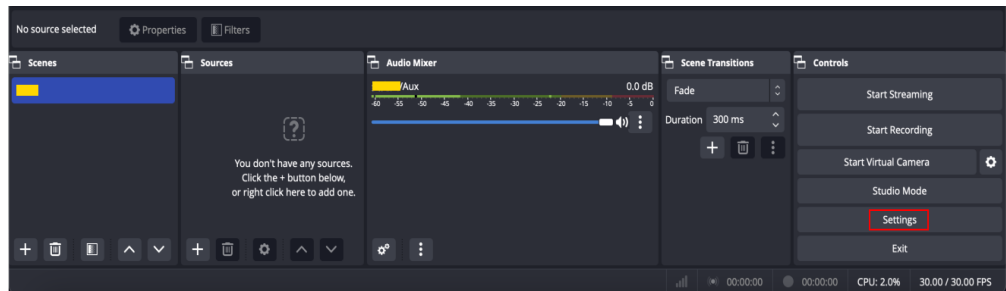 No source selected
Properties
Filters
Scenes
Sources
You don't have any sources.
Click the + button below,
or right click here to add one.
Audio Mixer
/Aux
0.0 dB
-60 -55 -50 -45 -40 -35 -30 -25 -20 -15 -10 -5 0
Scene Transitions
Fade
Duration 300 ms
Controls
Start Streaming
Start Recording
Start Virtual Camera
Studio Mode
Settings
Exit
00:00:00
00:00:00
CPU: 2.0%
30.00 / 30.00 FPS